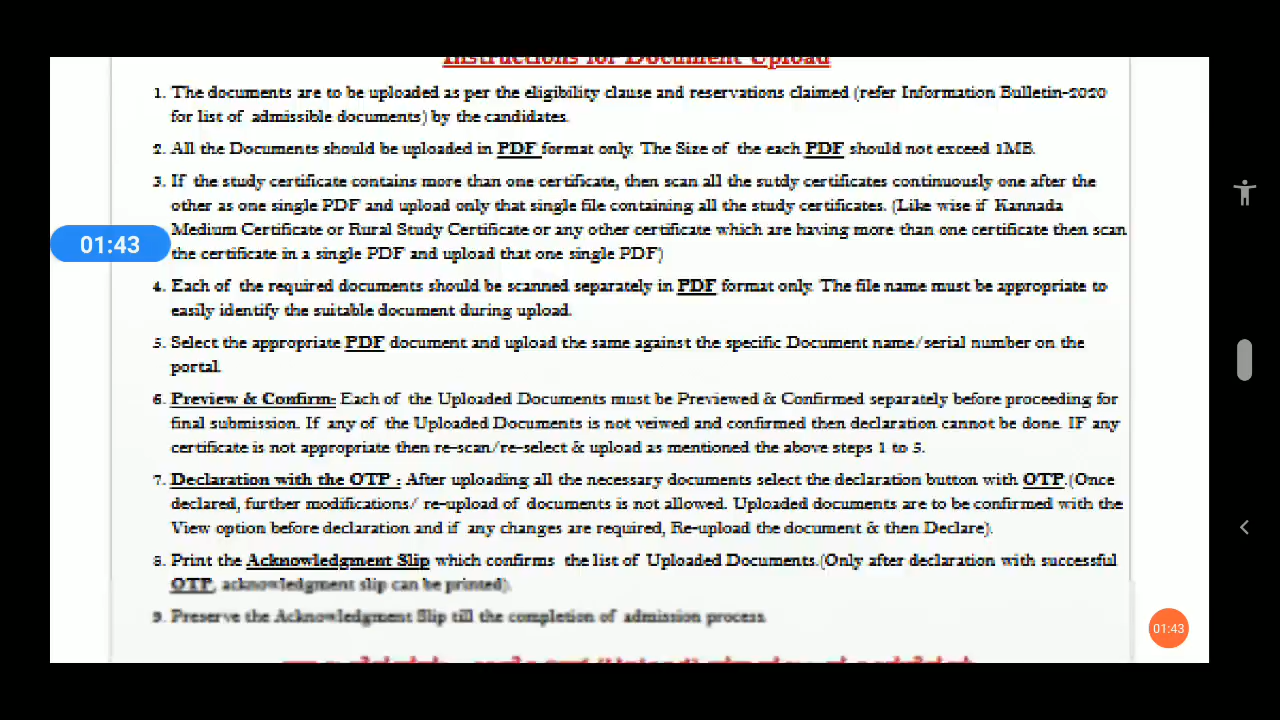 Instructions for Document Upload
1. The documents are to be uploaded as per the eligibility clause and reservations claimed (refer Information Bulletin-2020
for list of admissible documents) by the candidates.
2. All the Documents should be uploaded in PDF format only. The Size of the each PDF should not exceed 1MB.
3. If the study certificate contains more than one certificate, then scan all the sutdy certificates continuously one after the
other as one single PDF and upload only that single file containing all the study certificates. (Like wise if Kannada
Medium Certificate or Rural Study Certificate or any other certificate which are having more than one certificate then scan
01:43
the certificate in a single PDF and upload that one single PDF)
4. Each of the required documents should be scanned separately in PDF format only. The file name must be appropriate to
easily identify the suitable document during upload.
5. Select the appropriate PDF document and upload the same against the specific Document name/serial number on the
portal.
6. Preview & Confirm:- Each of the Uploaded Documents must be Previewed & Confirmed separately before proceeding for
final submission. If any of the Uploaded Documents is not veiwed and confirmed then declaration cannot be done. IF any
certificate is not appropriate then re-scan/re-select & upload as mentioned the above steps 1 to 5.
7. Declaration with the OTP : After uploading all the necessary documents select the declaration button with OTP.(Once
declared, further modifications/ re-upload of documents is not allowed. Uploaded documents are to be confirmed with the
View option before declaration and if any changes are required, Re-upload the document & then Declare).
8. Print the Acknowledgment Slip which confirms the list of Uploaded Documents.(Only after declaration with successful
OTP, acknowledgment slip can be printed).
9. Preserve the Acknowledgment Slip till the completion of admission process.
01:43